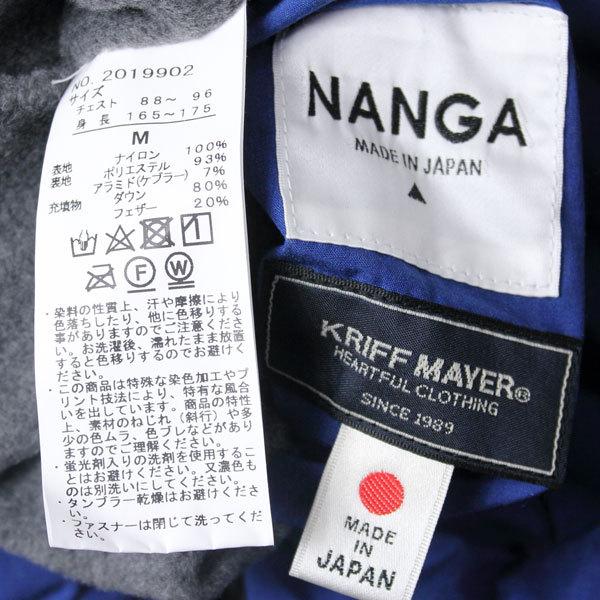 NO. 2019902
サイズ
チェスト 88〜 96
身 長 165〜175
M
表地 ナイロン 100%
裏地 ポリエステル 93%
アラミド(ケブラー) 7%
充填物 ダウン 80%
フェザー 20%
F W
・染料の性質上、汗や摩擦により
色落ちしたり、他に色移りする
事がありますのでご注意くださ
い。お洗濯後、濡れたまま放置
すると色移りするのでお避けく
ださい。
・この商品は特殊な染色加工やプ
リント技法により、特有な風合
いを出しています。商品の特性
上、素材のねじれ(斜行)や多
少の色ムラ、色ブレなどがあり
ますのでご理解ください。
・蛍光剤入りの洗剤を使用するこ
とはお避けください。又濃色も
のは別洗いにしてください。
・タンブラー乾燥はお避けくださ
い。
・ファスナーは閉じて洗ってくだ
さい。
NANGA
MADE IN JAPAN
KRIFF MAYER®
HEARTFUL CLOTHING
SINCE 1989
MADE
IN
JAPAN